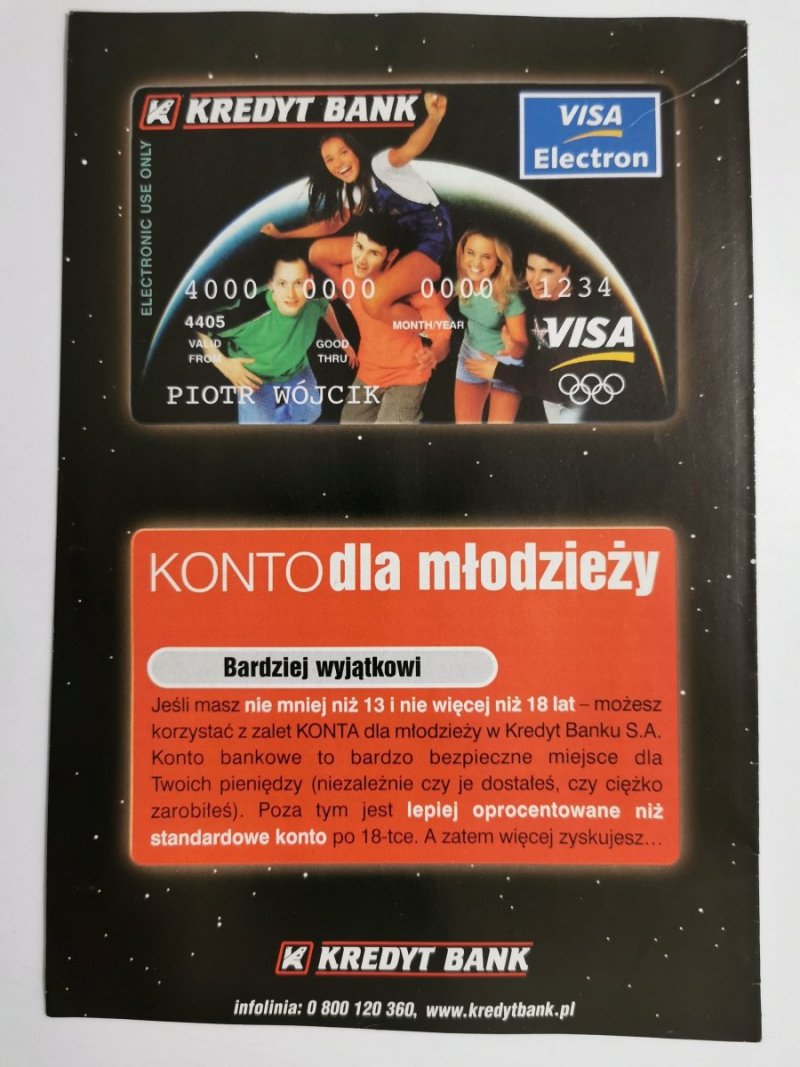 KREDYT BANK
VISA
Electron
ELECTRONIC USE ONLY
4000 0000 0000 1234
4405
MONTH/YEAR
VALID
FROM
GOOD
THRU
VISA
PIOTR WÓJCIK
KONTO dla młodzieży
Bardziej wyjątkowi
Jeśli masz nie mniej niż 13 i nie więcej niż 18 lat – możesz
korzystać z zalet KONTA dla młodzieży w Kredyt Banku S.A.
Konto bankowe to bardzo bezpieczne miejsce dla
Twoich pieniędzy (niezależnie czy je dostałeś, czy ciężko
zarobiłeś). Poza tym jest lepiej oprocentowane niż
standardowe konto po 18-tce. A zatem więcej zyskujesz...
KREDYT BANK
infolinia: 0 800 120 360, www.kredytbank.pl